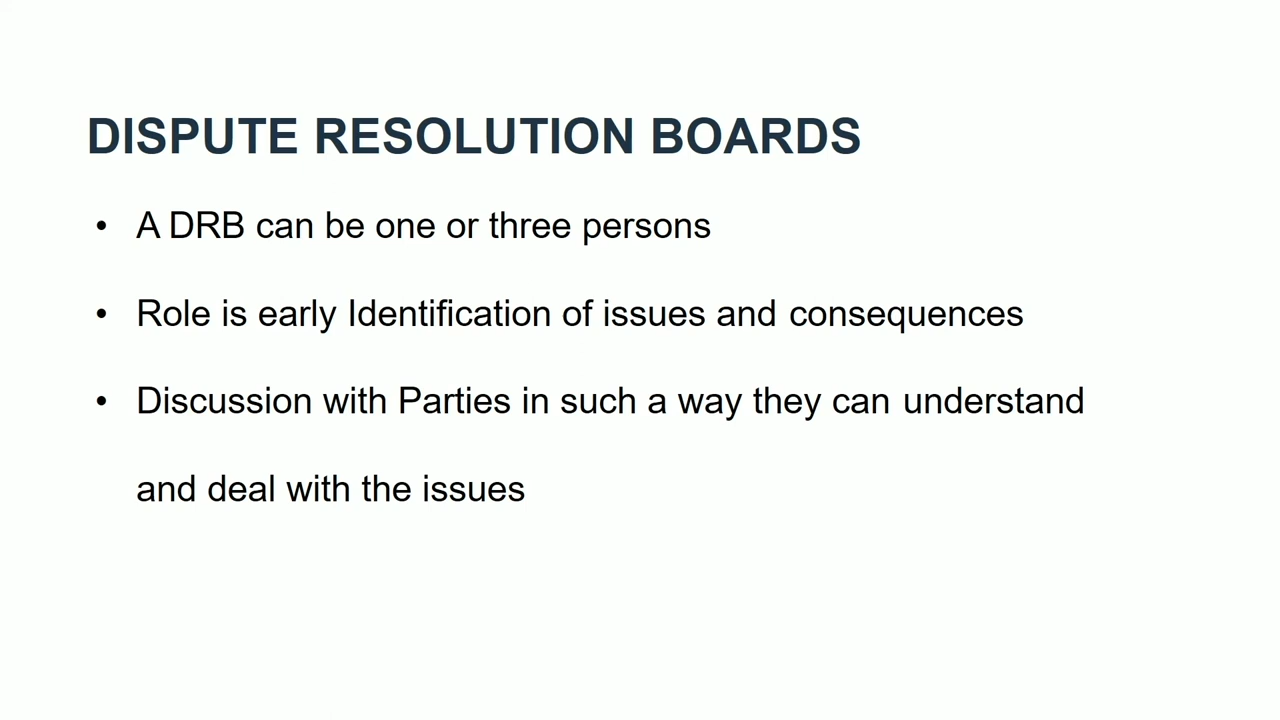 DISPUTE RESOLUTION BOARDS
• A DRB can be one or three persons
• Role is early Identification of issues and consequences
• Discussion with Parties in such a way they can understand
and deal with the issues